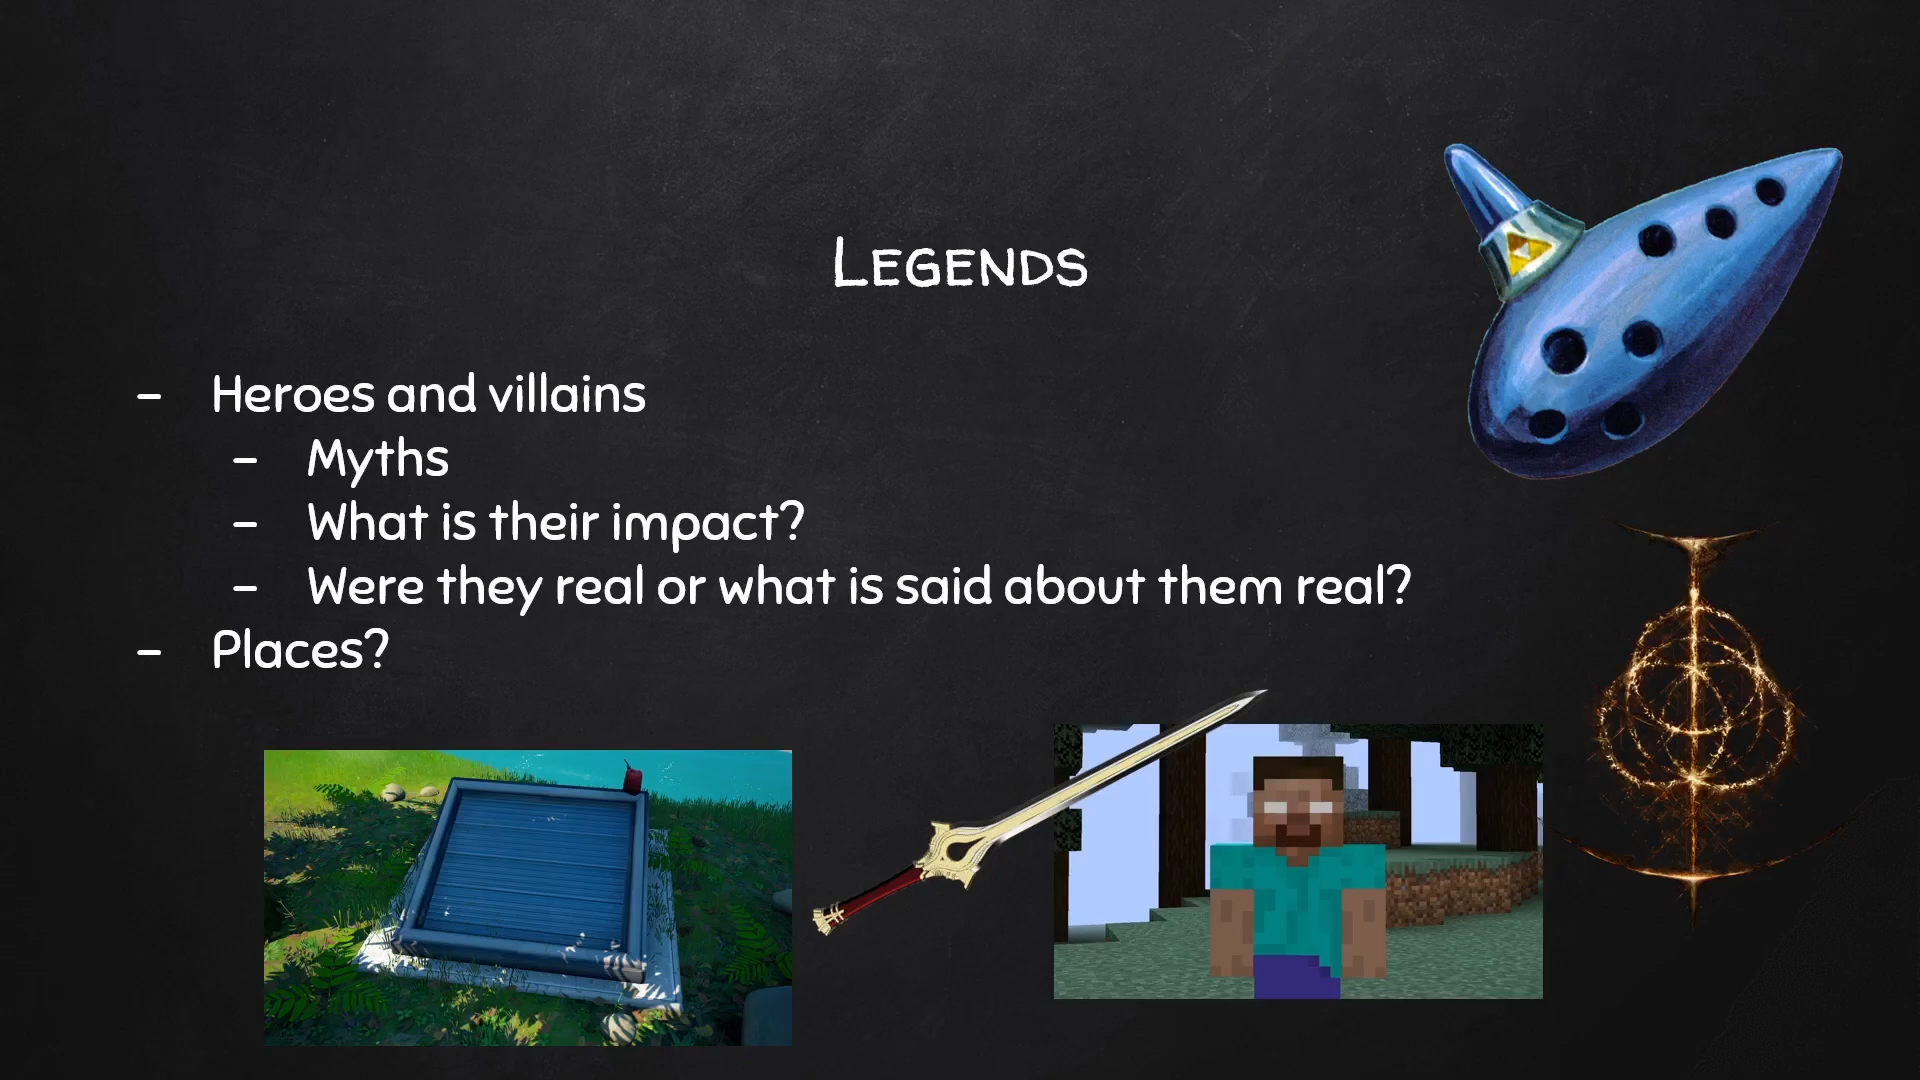 Legends
- Heroes and villains
- Myths
- What is their impact?
- Were they real or what is said about them real?
- Places?